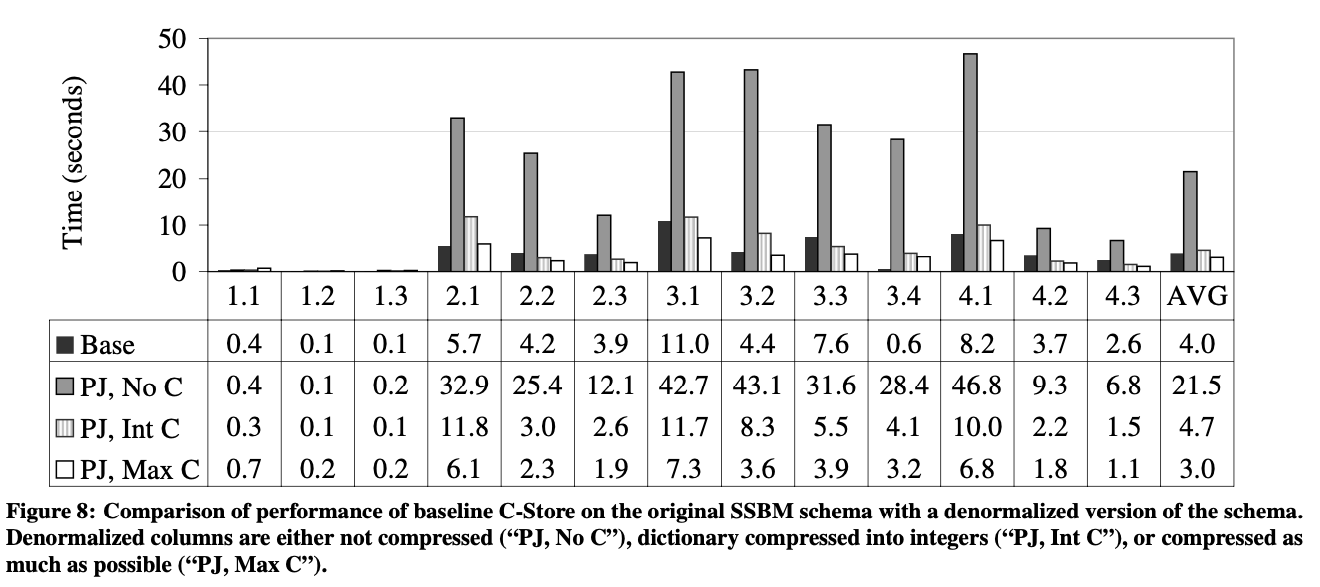 50
40
30
20
10
0
Time (seconds)
1.1 1.2 1.3 2.1 2.2 2.3 3.1 3.2 3.3 3.4 4.1 4.2 4.3 AVG
Base 0.4 0.1 0.1 5.7 4.2 3.9 11.0 4.4 7.6 0.6 8.2 3.7 2.6 4.0
PJ, No C 0.4 0.1 0.2 32.9 25.4 12.1 42.7 43.1 31.6 28.4 46.8 9.3 6.8 21.5
PJ, Int C 0.3 0.1 0.1 11.8 3.0 2.6 11.7 8.3 5.5 4.1 10.0 2.2 1.5 4.7
PJ, Max C 0.7 0.2 0.2 6.1 2.3 1.9 7.3 3.6 3.9 3.2 6.8 1.8 1.1 3.0
Figure 8: Comparison of performance of baseline C-Store on the original SSBM schema with a denormalized version of the schema.
Denormalized columns are either not compressed (“PJ, No C”), dictionary compressed into integers (“PJ, Int C”), or compressed as
much as possible (“PJ, Max C”).